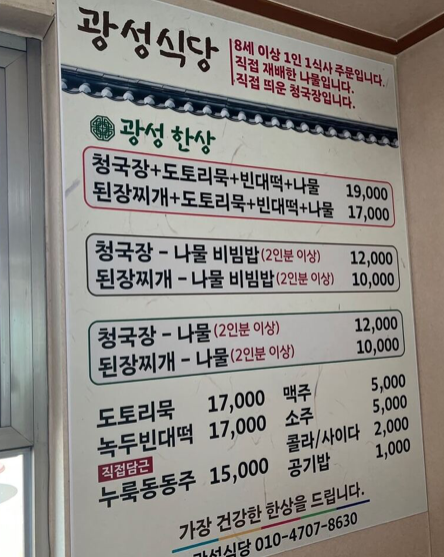 광성식당
8세 이상 1인 1식사 주문입니다.
직접 재배한 나물입니다.
직접 띄운 청국장입니다.
광성 한상
청국장+도토리묵+빈대떡+나물 19,000
된장찌개+도토리묵+빈대떡+나물 17,000
청국장 - 나물 비빔밥(2인분 이상) 12,000
된장찌개 - 나물 비빔밥(2인분 이상) 10,000
청국장 - 나물(2인분 이상) 12,000
된장찌개 - 나물(2인분 이상) 10,000
도토리묵 17,000
녹두빈대떡 17,000
직접담근
누룩동동주 15,000
맥주 5,000
소주 5,000
콜라/사이다 2,000
공기밥 1,000
가장 건강한 한상을 드립니다.
광성식당 010-4707-8630